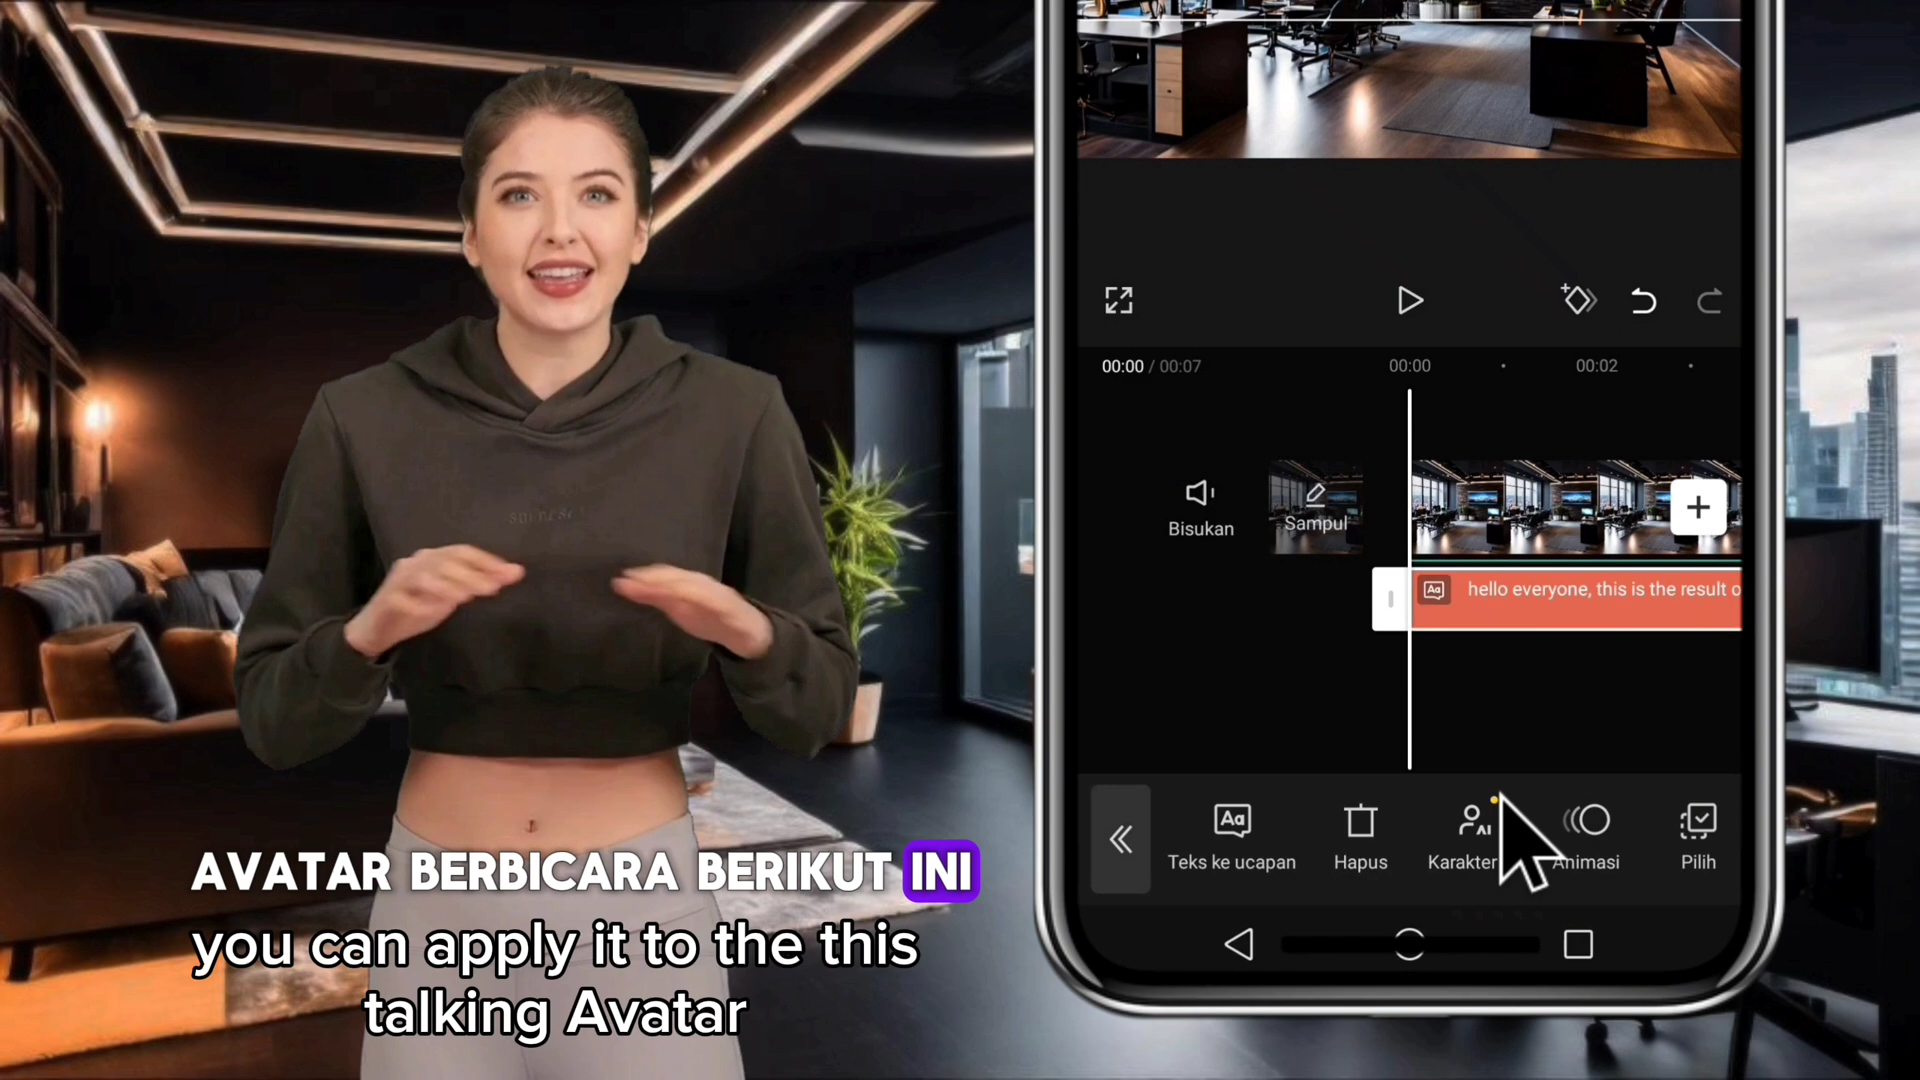 00:00 / 00:07
00:00
00:02
Bisukan
Sampul
hello everyone, this is the result o
Teks ke ucapan
Hapus
Karakter
AI
Animasi
Pilih
AVATAR BERBICARA BERIKUT INI
you can apply it to the this
talking Avatar